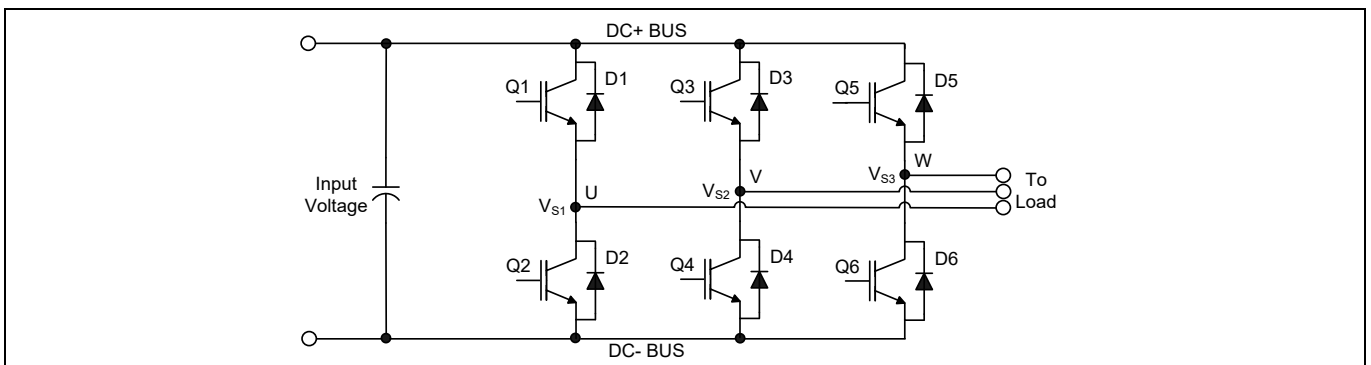 DC+ BUS
Q1
D1
Q3
D3
Q5
D5
Input
Voltage
VS1
U
VS2
V
VS3
W
To
Load
Q2
D2
Q4
D4
Q6
D6
DC- BUS